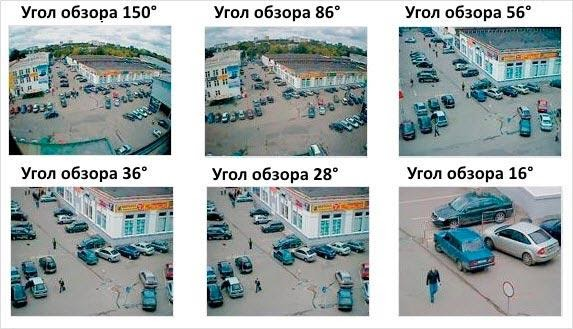 Угол обзора 150°
Угол обзора 86°
Угол обзора 56°
Угол обзора 36°
Угол обзора 28°
Угол обзора 16°